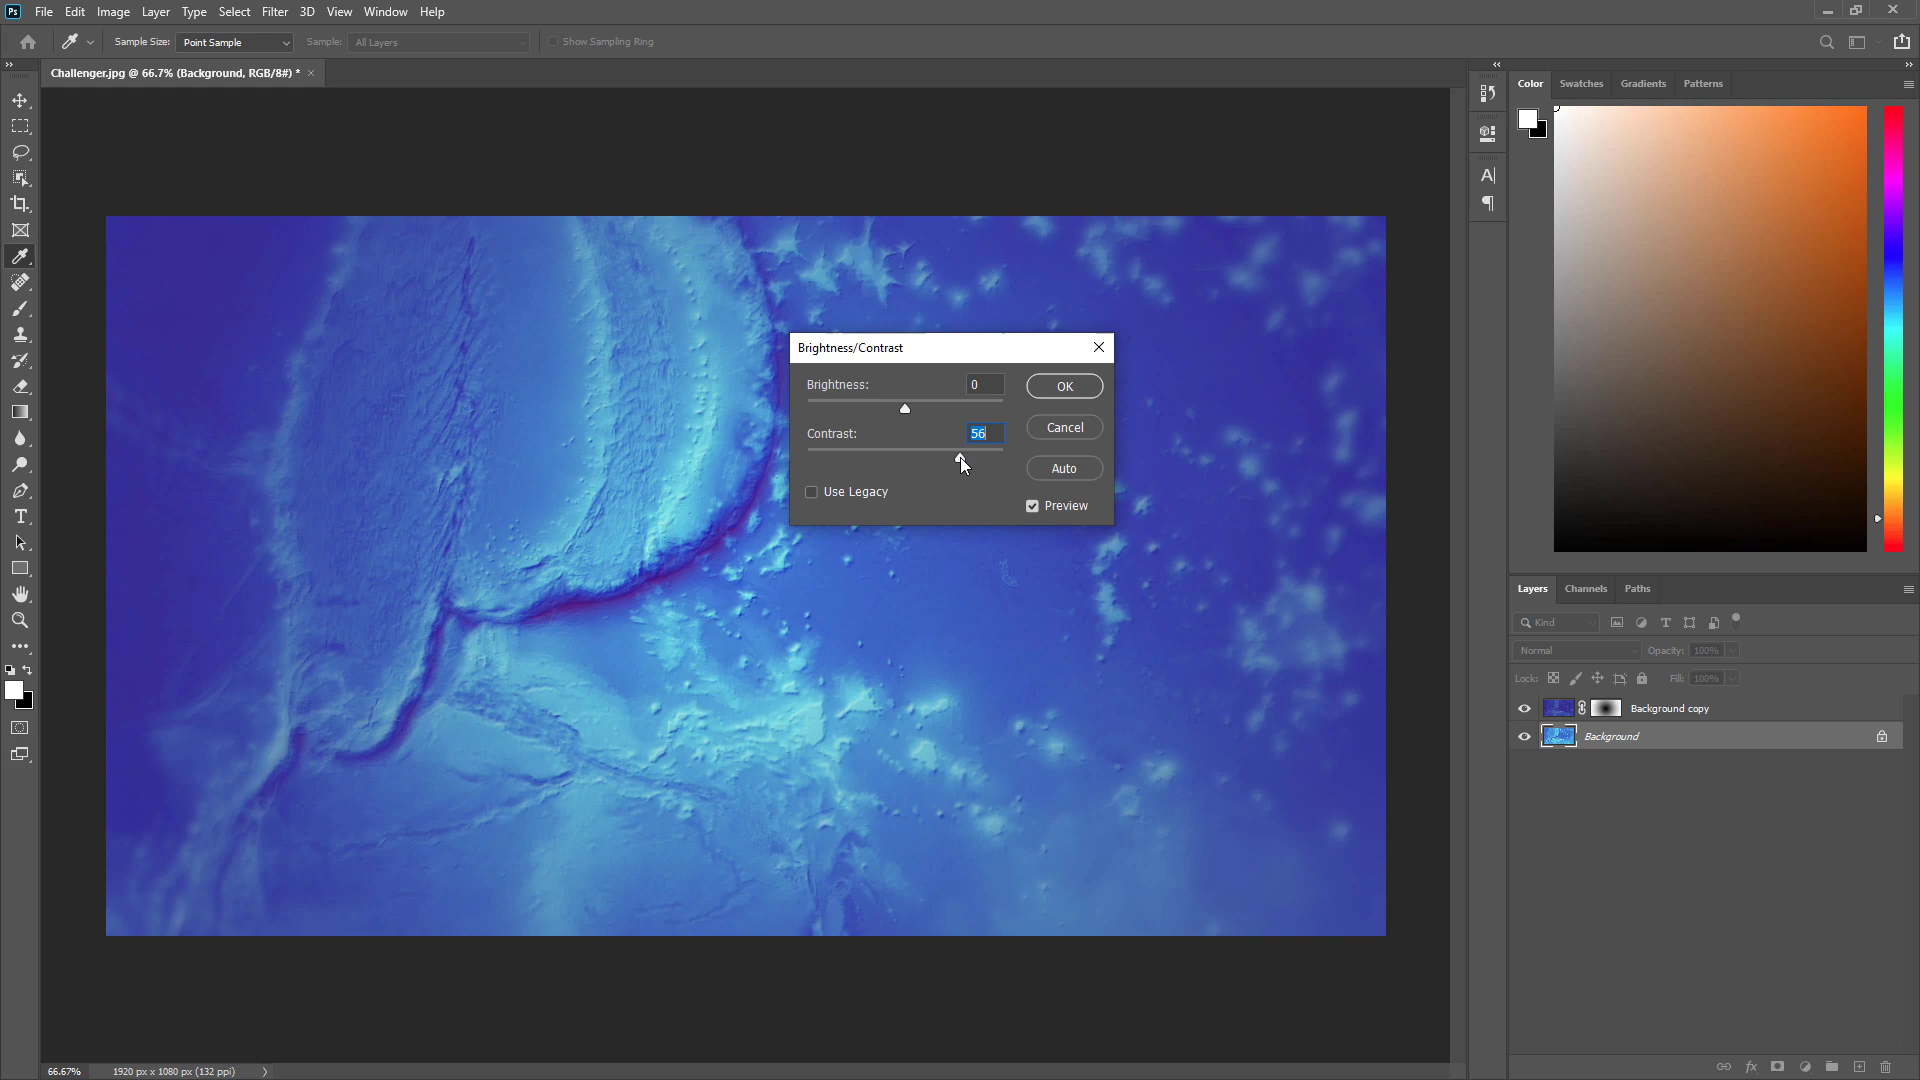 Ps File Edit Image Layer Type Select Filter 3D View Window Help
Sample Size: Point Sample Sample: All Layers Show Sampling Ring
Challenger.jpg @ 66.7% (Background, RGB/8#) * ×
Color Swatches Gradients Patterns
Brightness/Contrast
Brightness: 0
OK
Contrast: 56
Cancel
Auto
Use Legacy
Preview
Layers Channels Paths
Kind
Normal Opacity: 100%
Lock: Fill: 100%
Background copy
Background
66.67% 1920 px x 1080 px (132 ppi)